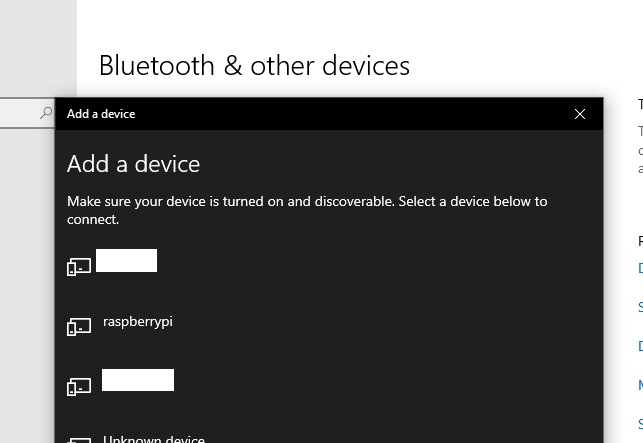 Bluetooth & other devices
Add a device
Add a device
Make sure your device is turned on and discoverable. Select a device below to
connect.
raspberrypi
Unknown device